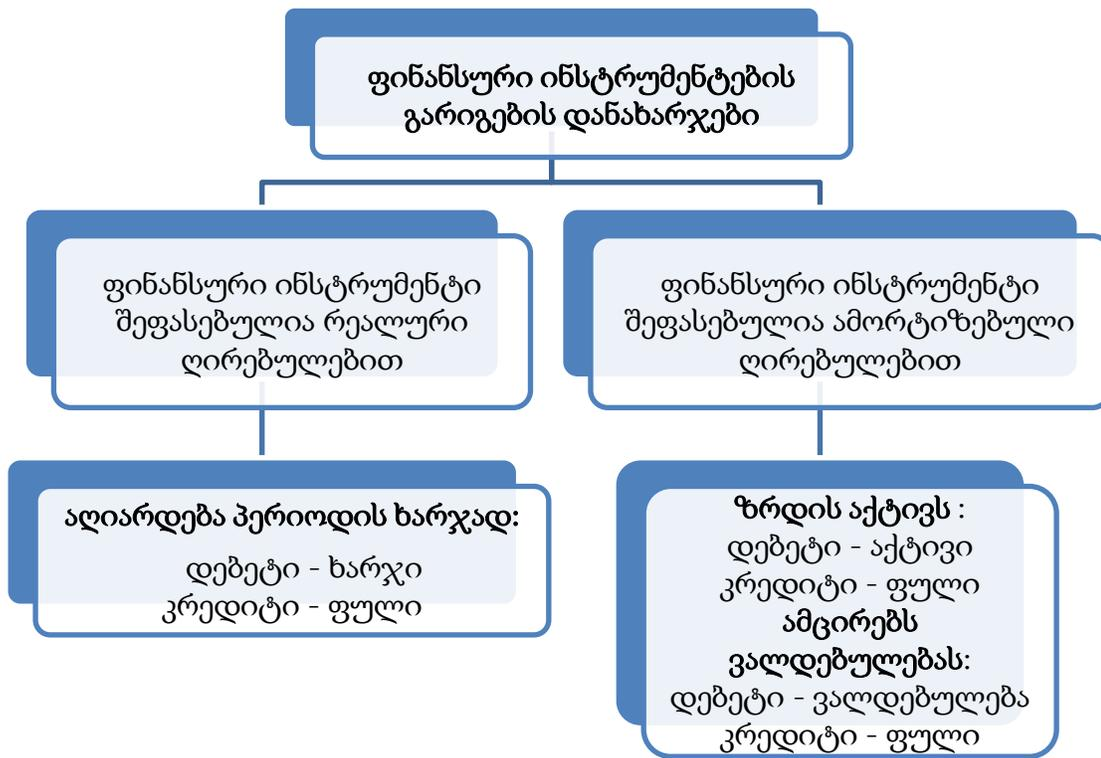 ფინანსური ინსტრუმენტების
გარიგების დანახარჯები
ფინანსური ინსტრუმენტი
შეფასებულია რეალური
ღირებულებით
ფინანსური ინსტრუმენტი
შეფასებულია ამორტიზებული
ღირებულებით
აღიარდება პერიოდის ხარჯად:
დებეტი - ხარჯი
კრედიტი - ფული
ზრდის აქტივს :
დებეტი - აქტივი
კრედიტი - ფული
ამცირებს
ვალდებულებას:
დებეტი - ვალდებულება
კრედიტი - ფული